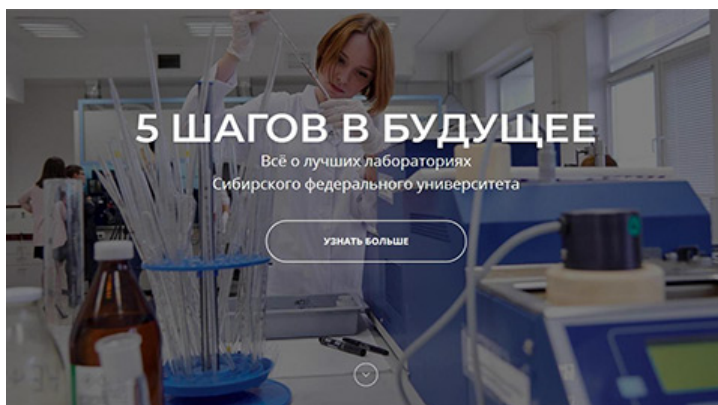 5 ШАГОВ В БУДУЩЕЕ
Всё о лучших лабораториях
Сибирского федерального университета
УЗНАТЬ БОЛЬШЕ